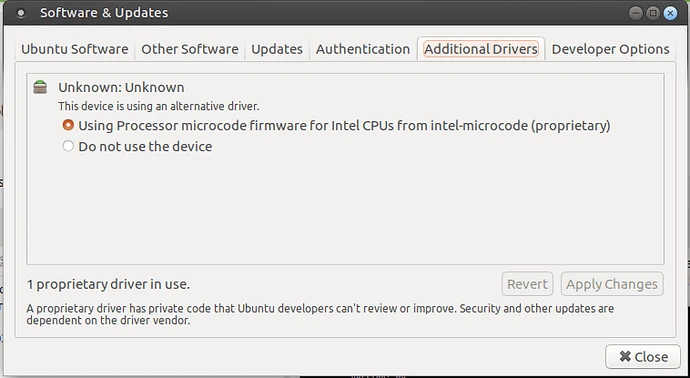 Software & Updates
Ubuntu Software Other Software Updates Authentication Additional Drivers Developer Options
Unknown: Unknown
This device is using an alternative driver.
Using Processor microcode firmware for Intel CPUs from intel-microcode (proprietary)
Do not use the device
1 proprietary driver in use.
Revert Apply Changes
A proprietary driver has private code that Ubuntu developers can't review or improve. Security and other updates are
dependent on the driver vendor.
Close